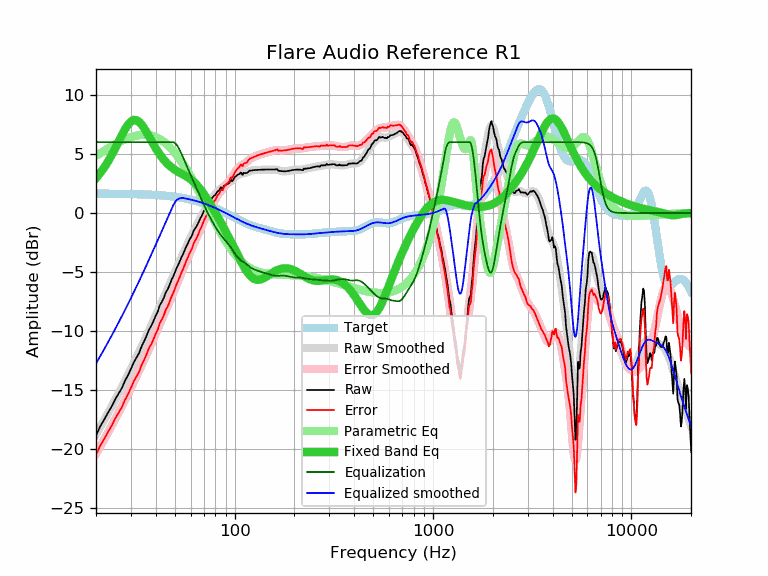 Flare Audio Reference R1
Amplitude (dBr)
10
5
0
−5
−10
−15
−20
−25
Target
Raw Smoothed
Error Smoothed
Raw
Error
Parametric Eq
Fixed Band Eq
Equalization
Equalized smoothed
100
1000
10000
Frequency (Hz)